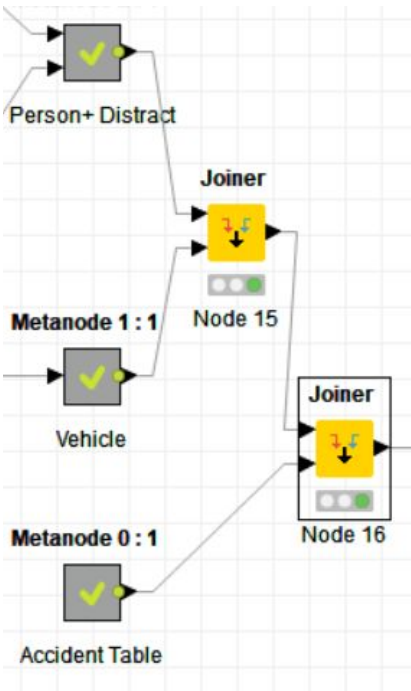 Person+ Distract
Joiner
Node 15
Metanode 1 : 1
Vehicle
Joiner
Node 16
Metanode 0 : 1
Accident Table